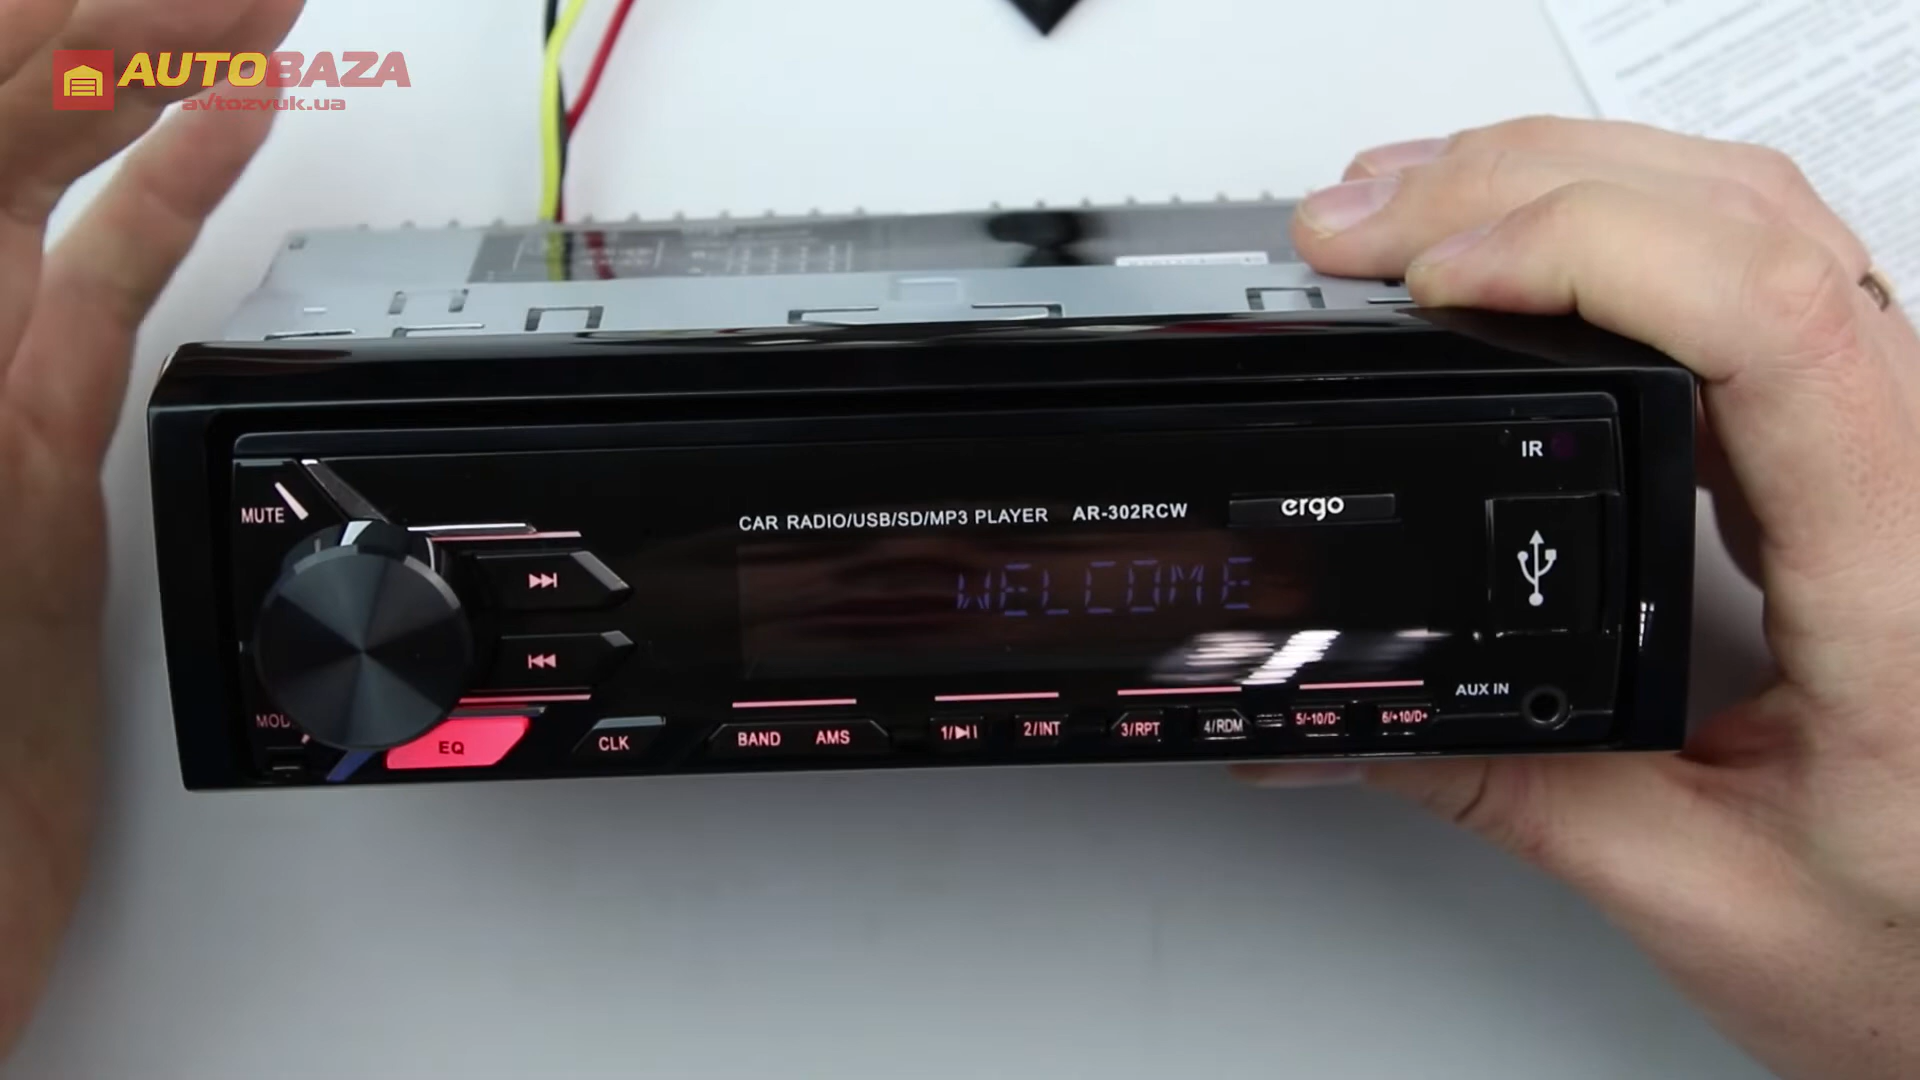 AUTOBAZA
avtozvuk.ua
IR
MUTE
CAR RADIO/USB/SD/MP3 PLAYER AR-302RCW ergo
WELCOME
AUX IN
EQ
CLK
BAND AMS
1/
2/INT
3/RPT
4/RDM
5/-10/D-
6/+10/D+